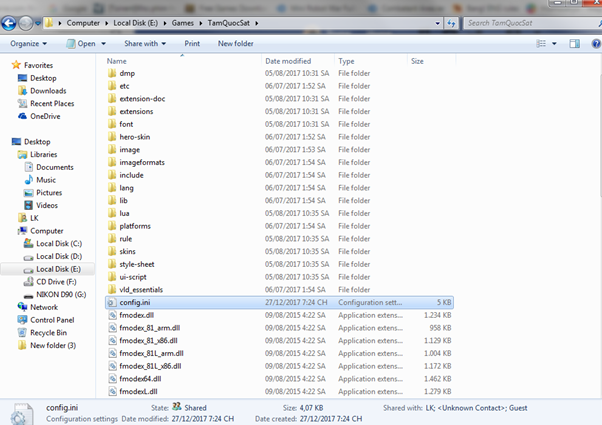 Computer ▸ Local Disk (E:) ▸ Games ▸ TamQuocSat ▸
Search TamQuocSat
Organize Open Share with Print New folder
Favorites
Desktop
Downloads
Recent Places
OneDrive
Desktop
Libraries
Documents
Music
Pictures
Videos
LK
Computer
Local Disk (C:)
Local Disk (D:)
Local Disk (E:)
CD Drive (F:)
NIKON D90 (G:)
Network
Control Panel
Recycle Bin
New folder (3)
Name Date modified Type Size
dmp 05/08/2017 10:31 SA File folder
etc 06/07/2017 1:52 SA File folder
extension-doc 05/08/2017 10:31 SA File folder
extensions 05/08/2017 10:31 SA File folder
font 05/08/2017 10:31 SA File folder
hero-skin 06/07/2017 1:52 SA File folder
image 06/07/2017 1:53 SA File folder
imageformats 06/07/2017 1:54 SA File folder
include 06/07/2017 1:54 SA File folder
lang 06/07/2017 1:54 SA File folder
lib 06/07/2017 1:54 SA File folder
lua 05/08/2017 10:35 SA File folder
platforms 06/07/2017 1:54 SA File folder
rule 05/08/2017 10:35 SA File folder
skins 05/08/2017 10:35 SA File folder
style-sheet 05/08/2017 10:35 SA File folder
ui-script 05/08/2017 10:35 SA File folder
vld_essentials 06/07/2017 1:54 SA File folder
config.ini 27/12/2017 7:24 CH Configuration sett... 5 KB
fmodex.dll 09/08/2015 4:22 SA Application extens... 1.234 KB
fmodex_81_arm.dll 09/08/2015 4:22 SA Application extens... 958 KB
fmodex_81_x86.dll 09/08/2015 4:22 SA Application extens... 1.129 KB
fmodex_81L_arm.dll 09/08/2015 4:22 SA Application extens... 1.004 KB
fmodex_81L_x86.dll 09/08/2015 4:22 SA Application extens... 1.172 KB
fmodex64.dll 09/08/2015 4:22 SA Application extens... 1.462 KB
fmodexL.dll 09/08/2015 4:22 SA Application extens... 1.279 KB
config.ini State: Shared Size: 4,07 KB Shared with: LK; <Unknown Contact>; Guest
Configuration settings Date modified: 27/12/2017 7:24 CH Date created: 27/12/2017 7:24 CH